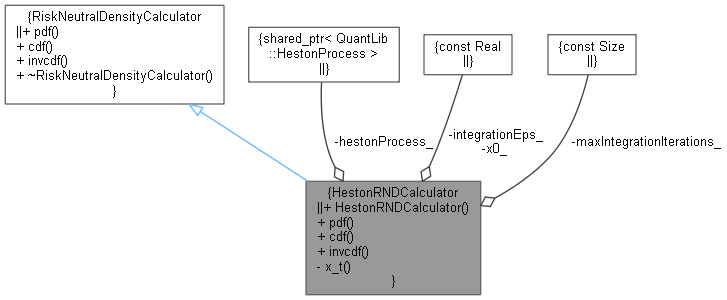 {RiskNeutralDensityCalculator
||+ pdf()
+ cdf()
+ invcdf()
+ ~RiskNeutralDensityCalculator()
}
{shared_ptr< QuantLib
::HestonProcess >
||}
{const Real
||}
{const Size
||}
-hestonProcess_
-integrationEps_
-x0_
-maxIntegrationIterations_
{HestonRNDCalculator
||+ HestonRNDCalculator()
+ pdf()
+ cdf()
+ invcdf()
- x_t()
}